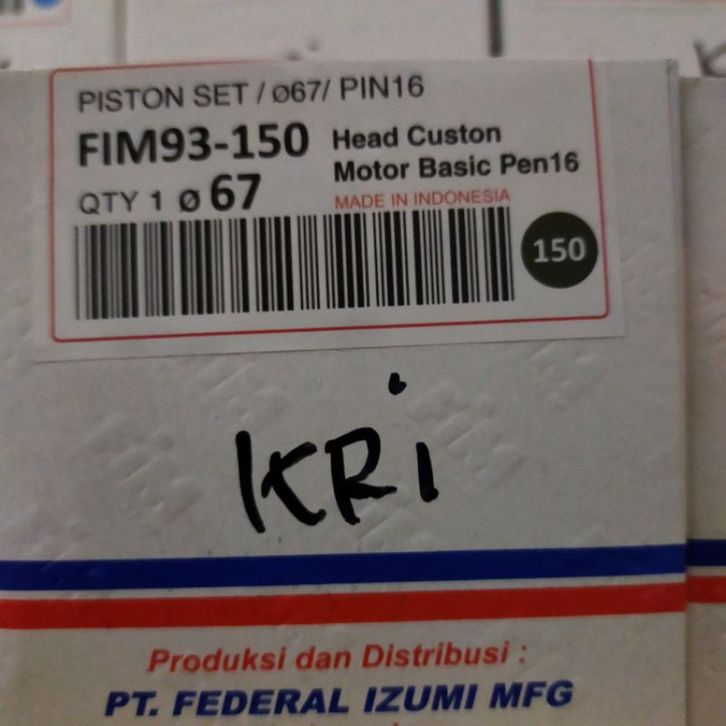 PISTON SET / ø67/ PIN16
FIM93-150
Head Custon
Motor Basic Pen16
QTY 1 ø 67
MADE IN INDONESIA
150
KRi
Produksi dan Distribusi :
PT. FEDERAL IZUMI MFG